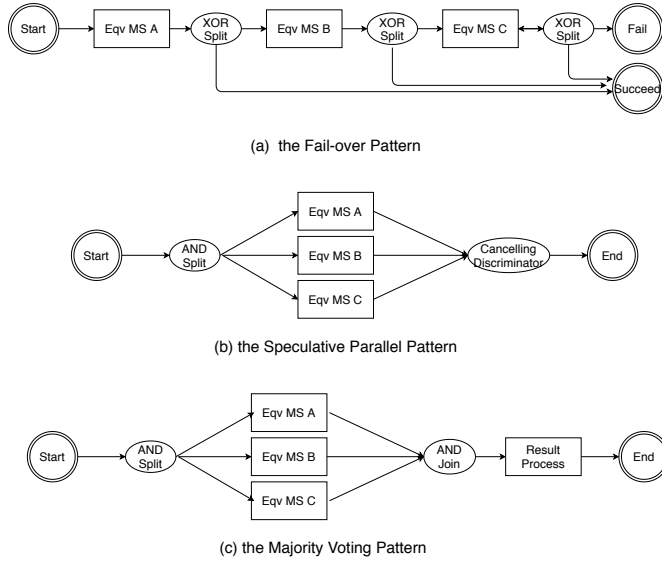 Start
Eqv MS A
XOR
Split
Eqv MS B
XOR
Split
Eqv MS C
XOR
Split
Fail
Succeed
(a) the Fail-over Pattern
Start
AND
Split
Eqv MS A
Eqv MS B
Eqv MS C
Cancelling
Discriminator
End
(b) the Speculative Parallel Pattern
Start
AND
Split
Eqv MS A
Eqv MS B
Eqv MS C
AND
Join
Result
Process
End
(c) the Majority Voting Pattern